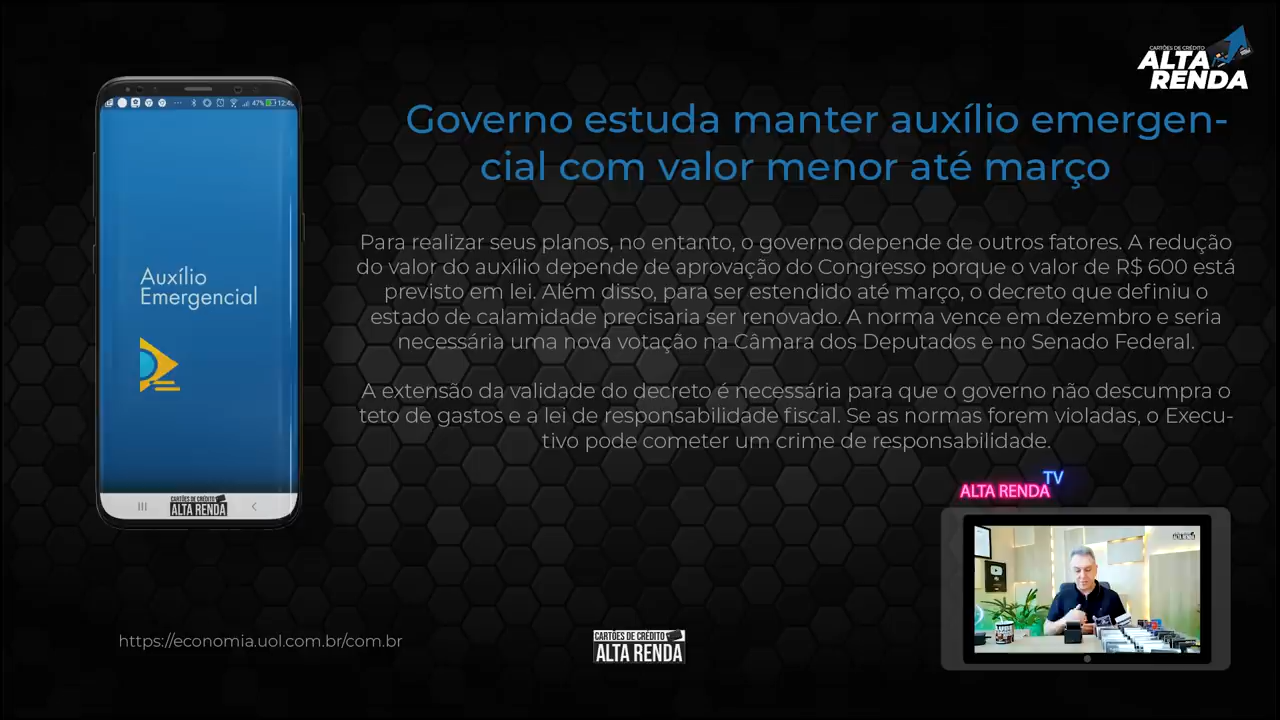 CARTÕES DE CRÉDITO
ALTA
RENDA
47% 12:4
Governo estuda manter auxílio emergen-
cial com valor menor até março
Para realizar seus planos, no entanto, o governo depende de outros fatores. A redução
do valor do auxílio depende de aprovação do Congresso porque o valor de R$ 600 está
previsto em lei. Além disso, para ser estendido até março, o decreto que definiu o
estado de calamidade precisaria ser renovado. A norma vence em dezembro e seria
necessária uma nova votação na Câmara dos Deputados e no Senado Federal.
A extensão da validade do decreto é necessária para que o governo não descumpra o
teto de gastos e a lei de responsabilidade fiscal. Se as normas forem violadas, o Execu-
tivo pode cometer um crime de responsabilidade.
Auxílio
Emergencial
CARTÕES DE CRÉDITO
ALTA RENDA
ALTA RENDA TV
https://economia.uol.com.br/com.br
CARTÕES DE CRÉDITO
ALTA RENDA